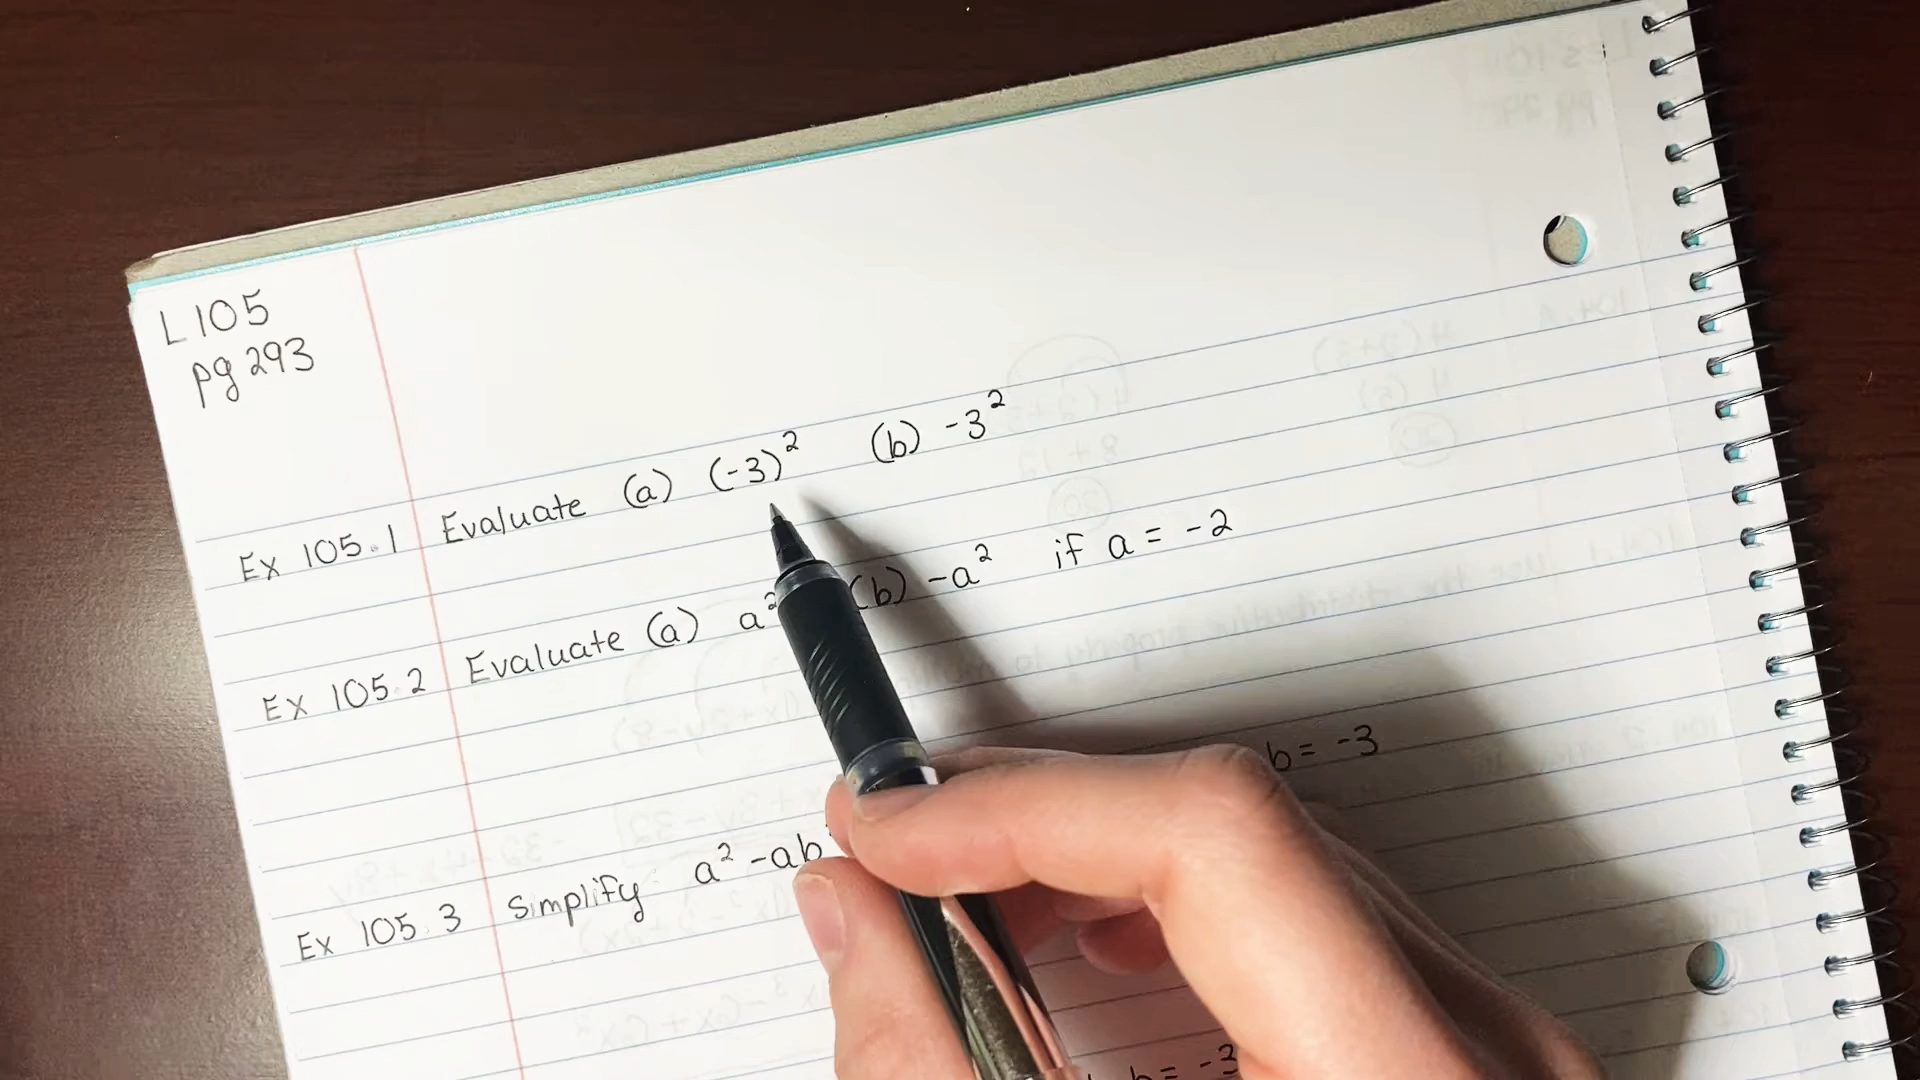 L 105
pg 293
Ex 105.1 Evaluate (a) (-3)² (b) -3²
Ex 105.2 Evaluate (a) a² (b) -a² if a = -2
b = -3
Ex 105.3 Simplify a² - ab
b = -3